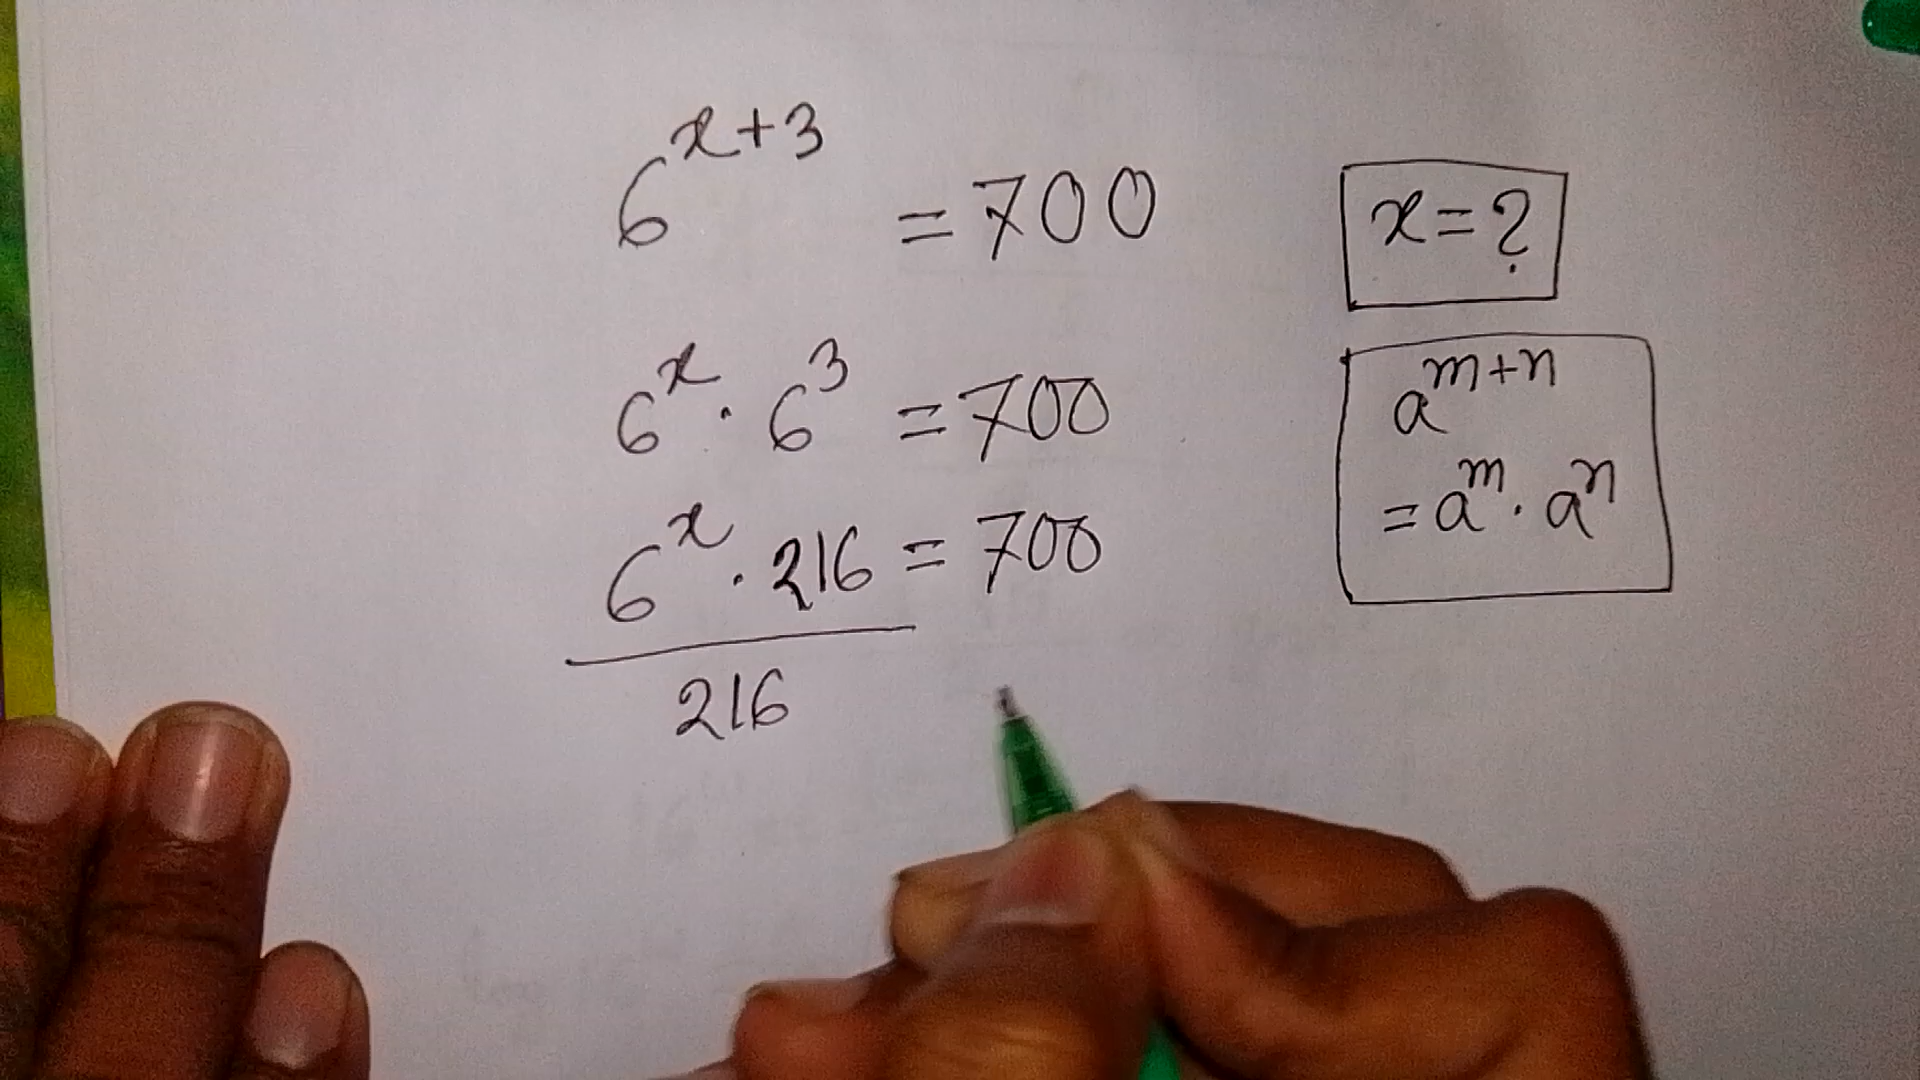 6^{x+3} = 700
6^x · 6^3 = 700
6^x · 216 = 700
216
x = ?
a^{m+n}
= a^m · a^n